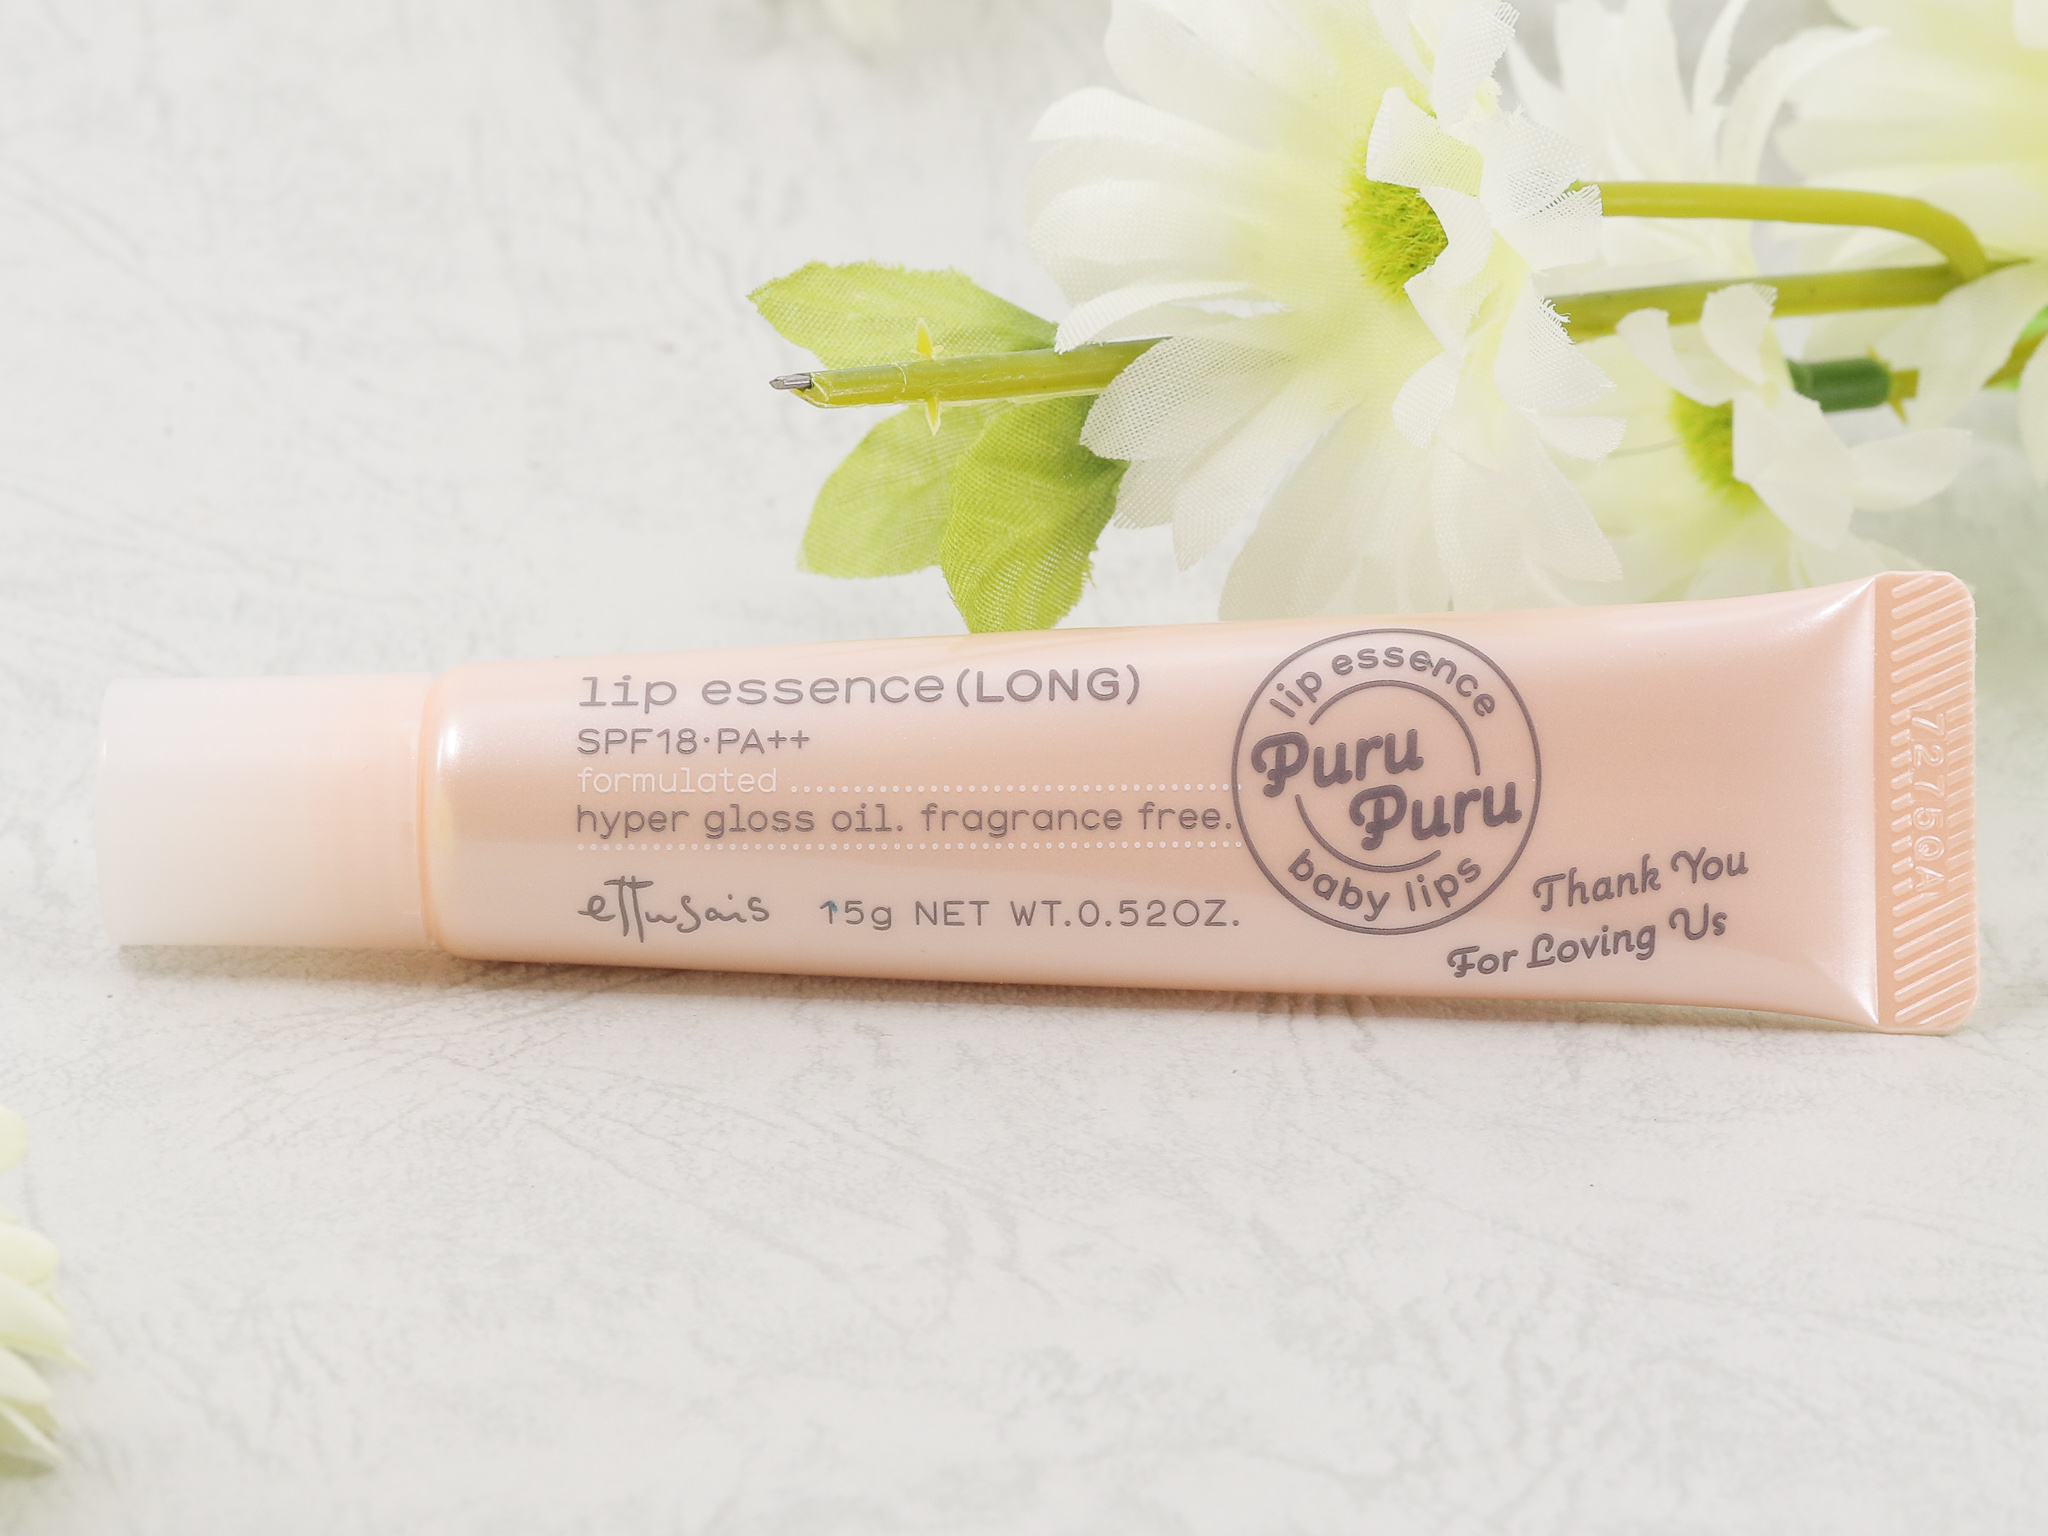 lip essence(LONG)
SPF18·PA++
formulated
hyper gloss oil. fragrance free.
ettusais
15g NET WT.0.52OZ.
lip essence
Puru
Puru
baby lips
Thank You
For Loving Us
72750A